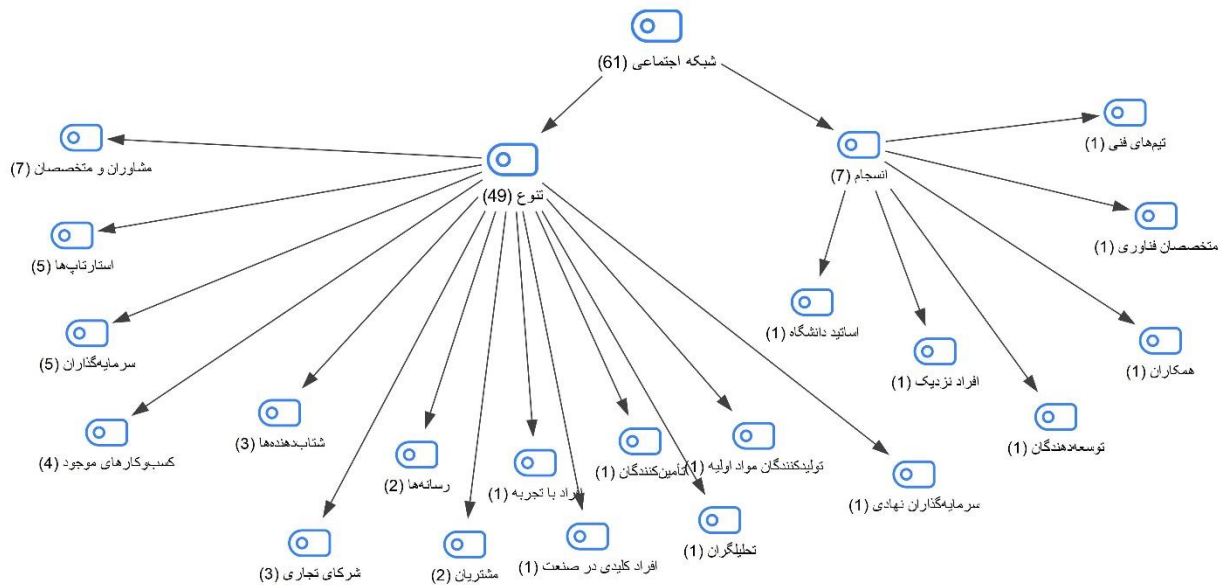 شبکه اجتماعی (61)
تنوع (49)
انسجام (7)
تیم‌های فنی (1)
متخصصان فناوری (1)
همکاران (1)
توسعه‌دهندگان (1)
افراد نزدیک (1)
اساتید دانشگاه (1)
مشاوران و متخصصان (7)
استارتاپ‌ها (5)
سرمایه‌گذاران (5)
کسب‌وکارهای موجود (4)
شتاب‌دهنده‌ها (3)
شرکای تجاری (3)
رسانه‌ها (2)
مشتریان (2)
افراد با تجربه (1)
افراد کلیدی در صنعت (1)
تأمین‌کنندگان (1)
تحلیلگران (1)
تولیدکنندگان مواد اولیه (1)
سرمایه‌گذاران نهادی (1)